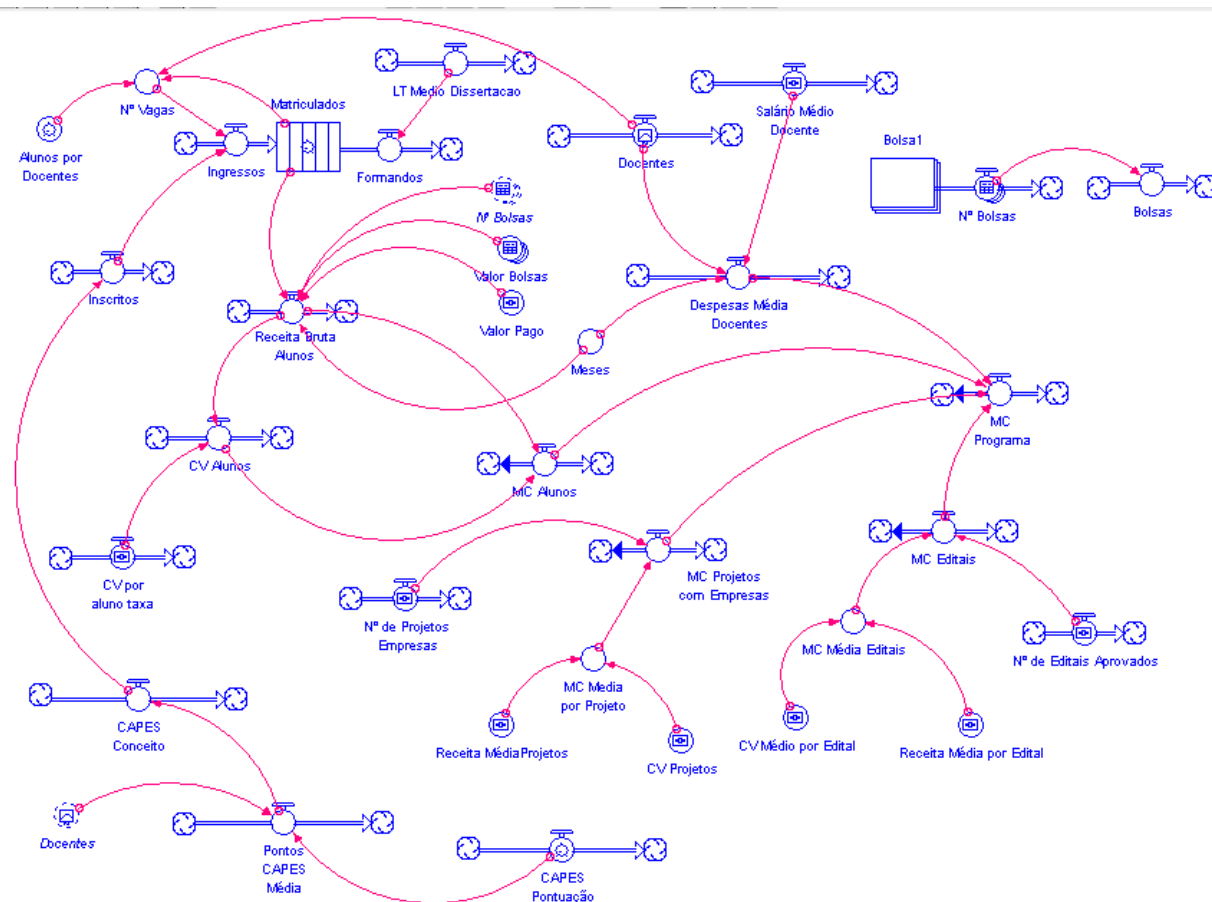 LT Medio Dissertacao
Nº Vagas
Matriculados
Salário Médio
Docente
Bolsa1
Alunos por
Docentes
Ingressos
Formandos
Docentes
Nº Bolsas
Nº Bolsas
Bolsas
Valor Bolsas
Inscritos
Despesas Média
Docentes
Receita Bruta
Alunos
Valor Pago
Meses
MC
Programa
CV Alunos
MC Alunos
MC Editais
CV por
aluno taxa
MC Projetos
com Empresas
Nº de Projetos
Empresas
MC Média Editais
Nº de Editais Aprovados
MC Media
por Projeto
CAPES
Conceito
Receita MédiaProjetos
CV Projetos
CV Médio por Edital
Receita Média por Edital
Docentes
Pontos
CAPES
Média
CAPES
Pontuação